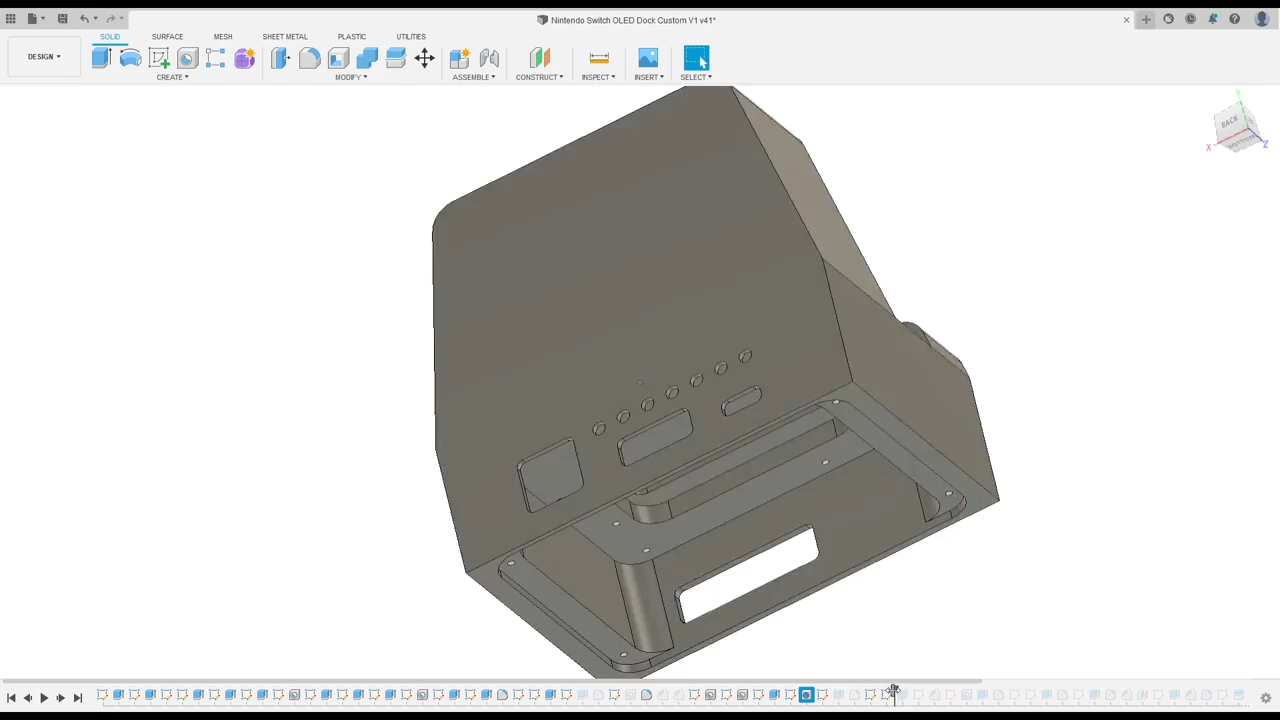 Nintendo Switch OLED Dock Custom V1 v41*
DESIGN
SOLID SURFACE MESH SHEET METAL PLASTIC UTILITIES
CREATE MODIFY ASSEMBLE CONSTRUCT INSPECT INSERT SELECT
BACK
BOTTOM
X
Z